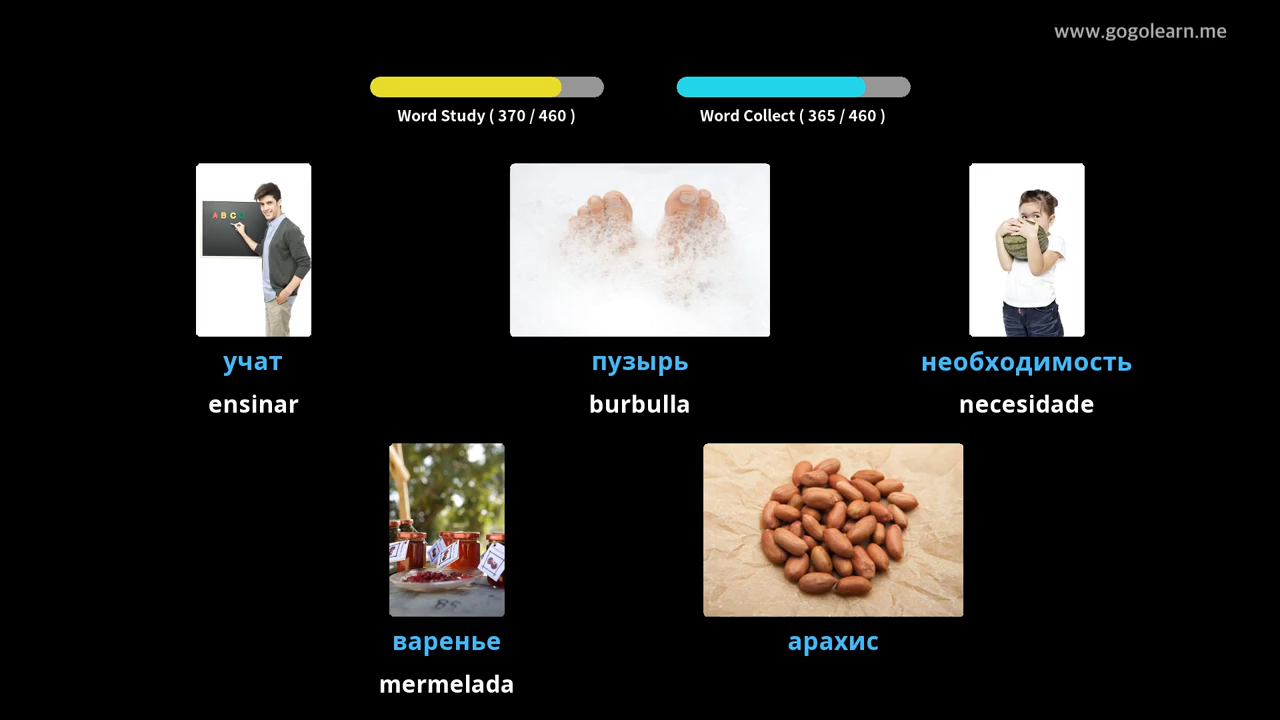 www.gogolearn.me
Word Study ( 370 / 460 )
Word Collect ( 365 / 460 )
A B C D
учат
пузырь
необходимость
ensinar
burbulla
necesidade
варенье
арахис
mermelada